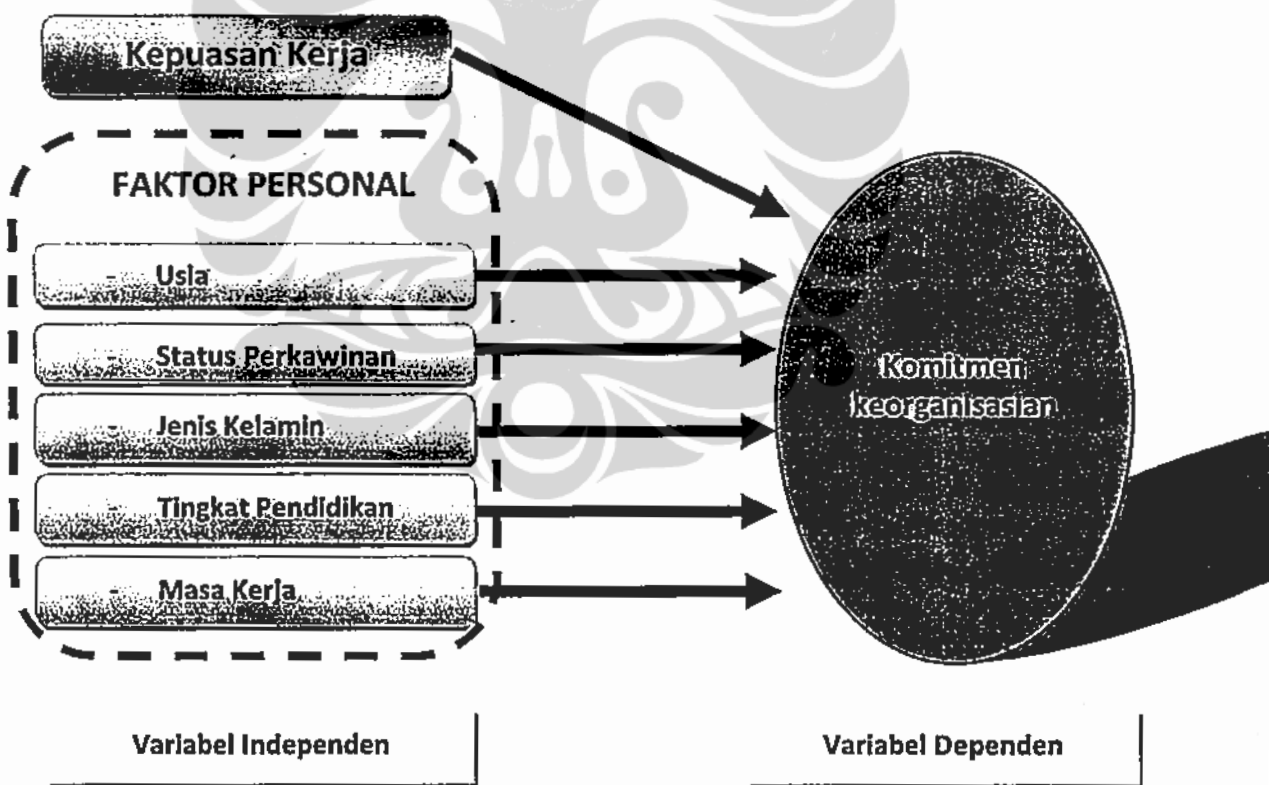 Kepuasan Kerja
FAKTOR PERSONAL
- Usia
- Status Perkawinan
- Jenis Kelamin
- Tingkat Pendidikan
- Masa Kerja
Komitmen
keorganisasian
Variabel Independen
Variabel Dependen